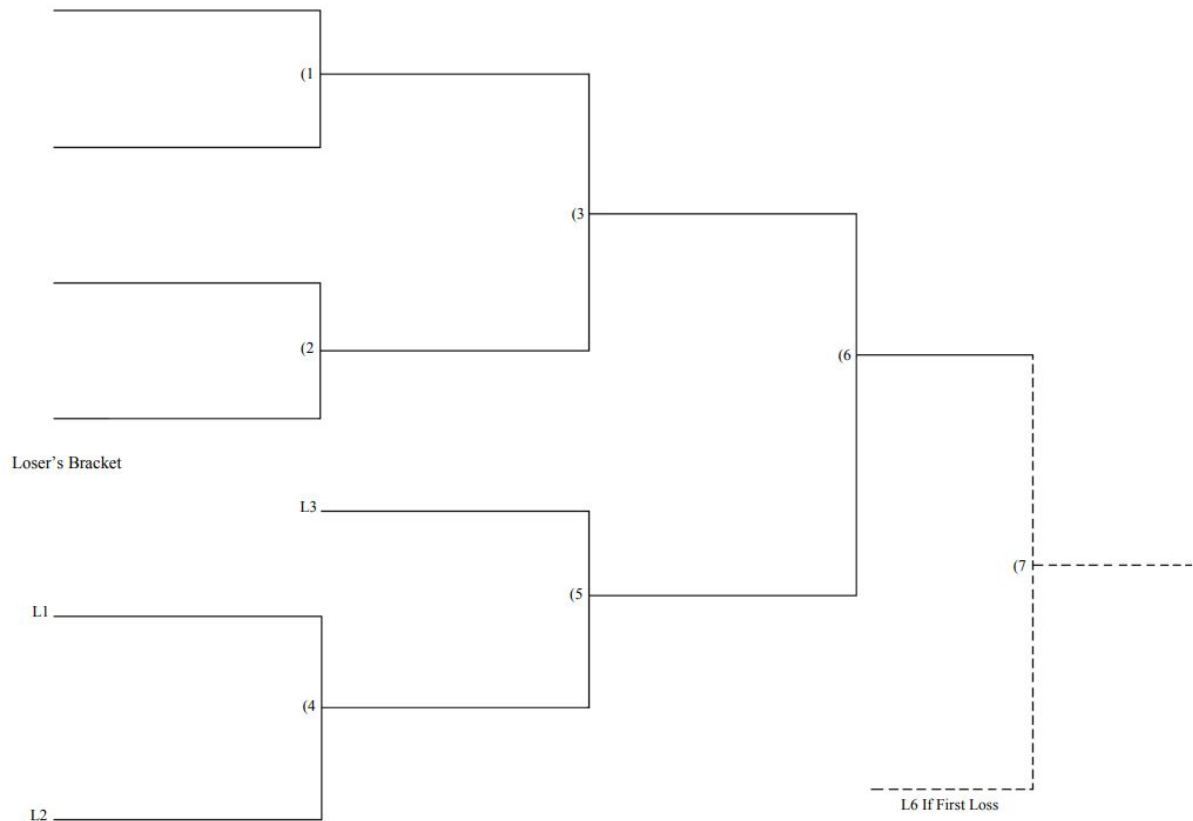 (1
(3
(2
(6
Loser’s Bracket
L3
(7
(5
L1
(4
L6 If First Loss
L2